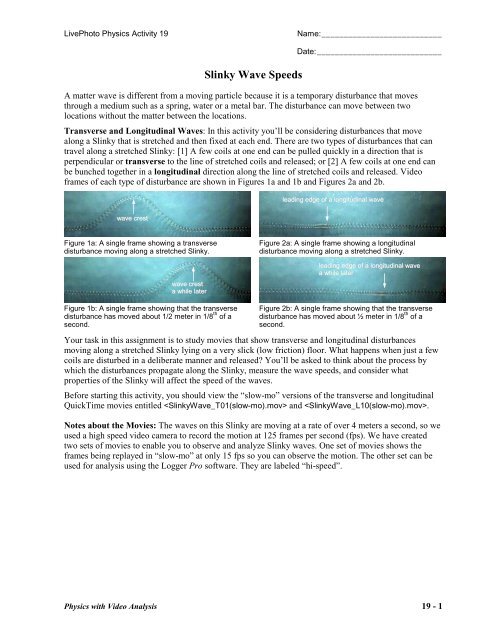 LivePhoto Physics Activity 19 Name:____________________________
Date:_____________________________
Slinky Wave Speeds
A matter wave is different from a moving particle because it is a temporary disturbance that moves
through a medium such as a spring, water or a metal bar. The disturbance can move between two
locations without the matter between the locations.
Transverse and Longitudinal Waves: In this activity you'll be considering disturbances that move
along a Slinky that is stretched and then fixed at each end. There are two types of disturbances that can
travel along a stretched Slinky: [1] A few coils at one end can be pulled quickly in a direction that is
perpendicular or transverse to the line of stretched coils and released; or [2] A few coils at one end can
be bunched together in a longitudinal direction along the line of stretched coils and released. Video
frames of each type of disturbance are shown in Figures 1a and 1b and Figures 2a and 2b.
wave crest
leading edge of a longitudinal wave
Figure 1a: A single frame showing a transverse
disturbance moving along a stretched Slinky.
Figure 2a: A single frame showing a longitudinal
disturbance moving along a stretched Slinky.
wave crest
a while later
leading edge of a longitudinal wave
a while later
Figure 1b: A single frame showing that the transverse
disturbance has moved about 1/2 meter in 1/8th of a
second.
Figure 2b: A single frame showing that the transverse
disturbance has moved about ½ meter in 1/8th of a
second.
Your task in this assignment is to study movies that show transverse and longitudinal disturbances
moving along a stretched Slinky lying on a very slick (low friction) floor. What happens when just a few
coils are disturbed in a deliberate manner and released? You'll be asked to think about the process by
which the disturbances propagate along the Slinky, measure the wave speeds, and consider what
properties of the Slinky will affect the speed of the waves.
Before starting this activity, you should view the "slow-mo" versions of the transverse and longitudinal
QuickTime movies entitled <SlinkyWave_T01(slow-mo).mov> and <SlinkyWave_L10(slow-mo).mov>.
Notes about the Movies: The waves on this Slinky are moving at a rate of over 4 meters a second, so we
used a high speed video camera to record the motion at 125 frames per second (fps). We have created
two sets of movies to enable you to observe and analyze Slinky waves. One set of movies shows the
frames being replayed in "slow-mo" at only 15 fps so you can observe the motion. The other set can be
used for analysis using the Logger Pro software. They are labeled "hi-speed".
Physics with Video Analysis 19 - 1